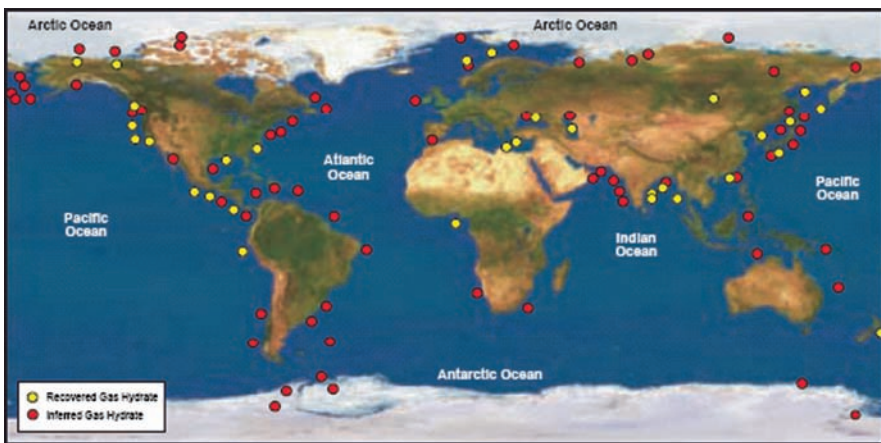 Arctic Ocean
Arctic Ocean
Atlantic
Ocean
Pacific
Ocean
Pacific
Ocean
Indian
Ocean
Antarctic Ocean
Recovered Gas Hydrate
Inferred Gas Hydrate